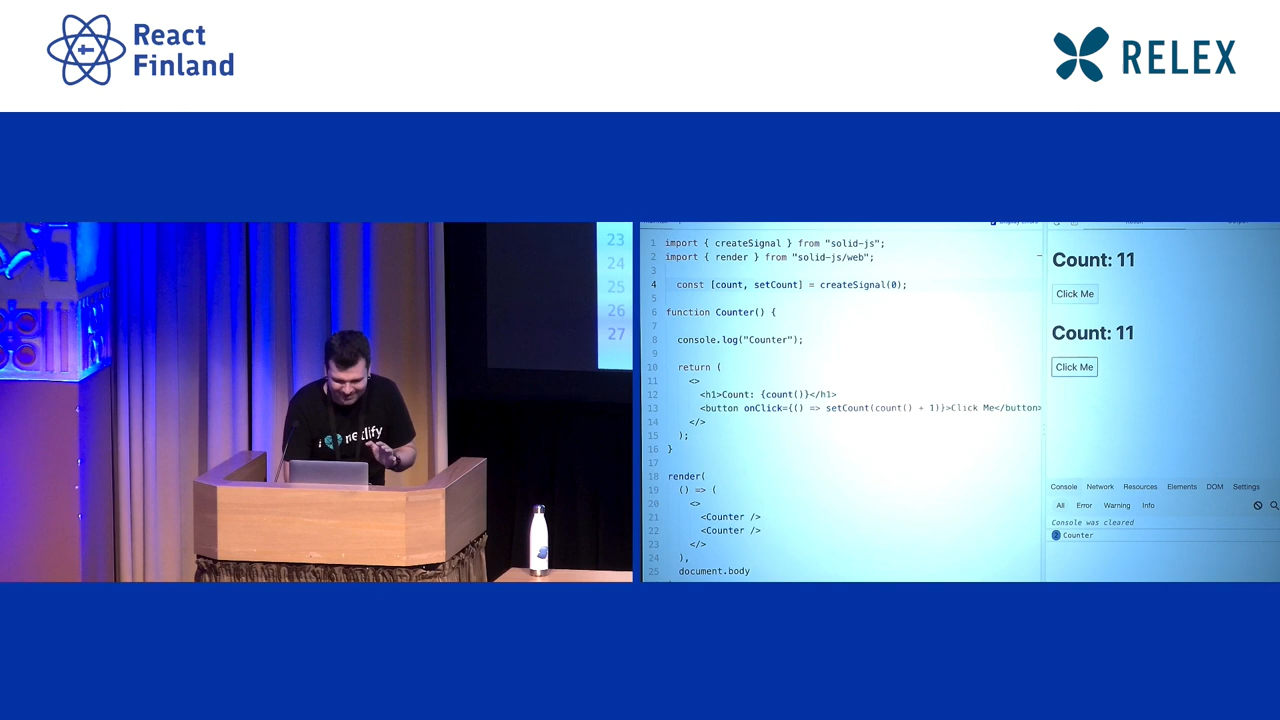 React
Finland
RELEX
23
24
25
26
27
netlify
1 import { createSignal } from "solid-js";
2 import { render } from "solid-js/web";
3
4 const [count, setCount] = createSignal(0);
5
6 function Counter() {
7
8 console.log("Counter");
9
10 return (
11 <>
12 <h1>Count: {count()}</h1>
13 <button onClick={() => setCount(count() + 1)}>Click Me</button>
14 </>
15 );
16 }
17
18 render(
19 () => (
20 <>
21 <Counter />
22 <Counter />
23 </>
24 ),
25 document.body
Count: 11
Click Me
Count: 11
Click Me
Console Network Resources Elements DOM Settings
All Error Warning Info
Console was cleared
2 Counter